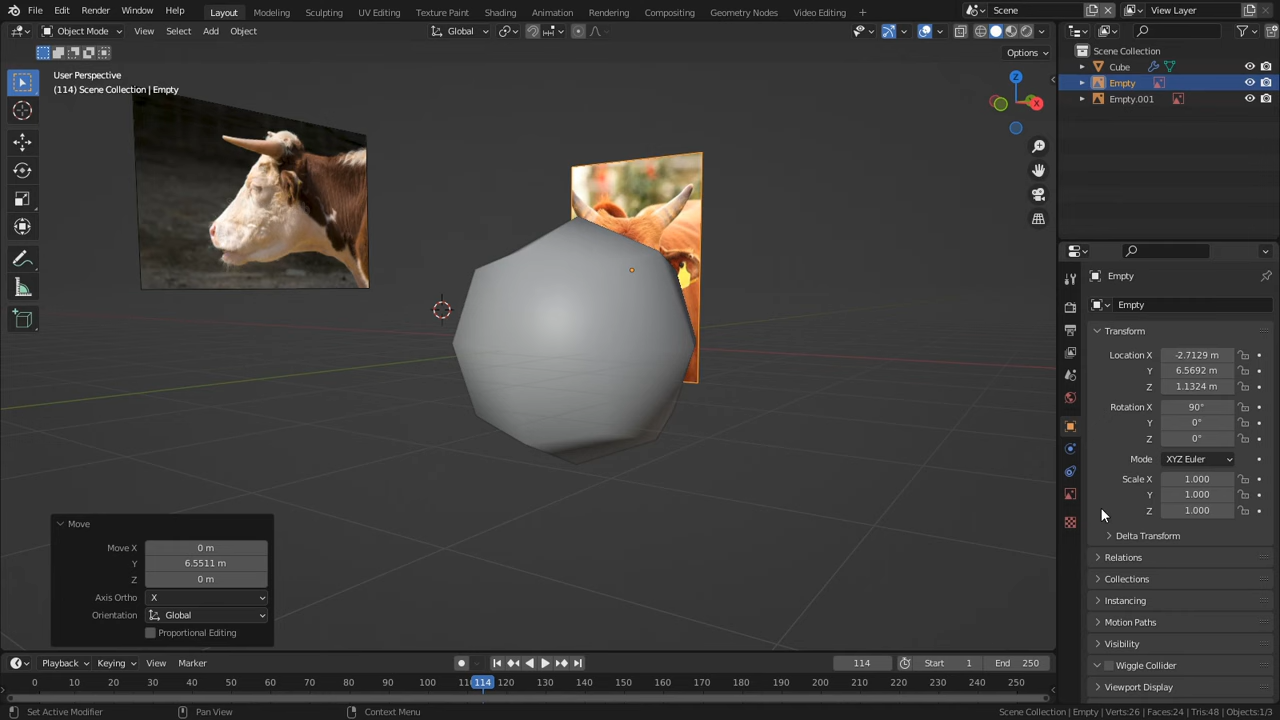 File Edit Render Window Help Layout Modeling Sculpting UV Editing Texture Paint Shading Animation Rendering Compositing Geometry Nodes Video Editing + Scene View Layer
Object Mode View Select Add Object Global
Options
User Perspective
(114) Scene Collection | Empty
Z
X
Scene Collection
Cube
Empty
Empty.001
Empty
Empty
Transform
Location X -2.7129 m
Y 6.5692 m
Z 1.1324 m
Rotation X 90°
Y 0°
Z 0°
Mode XYZ Euler
Scale X 1.000
Y 1.000
Z 1.000
Delta Transform
Relations
Collections
Instancing
Motion Paths
Visibility
Wiggle Collider
Viewport Display
Move
Move X 0 m
Y 6.5511 m
Z 0 m
Axis Ortho X
Orientation Global
Proportional Editing
Playback Keying View Marker 114 Start 1 End 250
0 10 20 30 40 50 60 70 80 90 100 114 120 130 140 150 160 170 180 190 200 210 220 230 240 250
Set Active Modifier Pan View Context Menu Scene Collection | Empty | Verts:26 | Faces:24 | Tris:48 | Objects:1/3